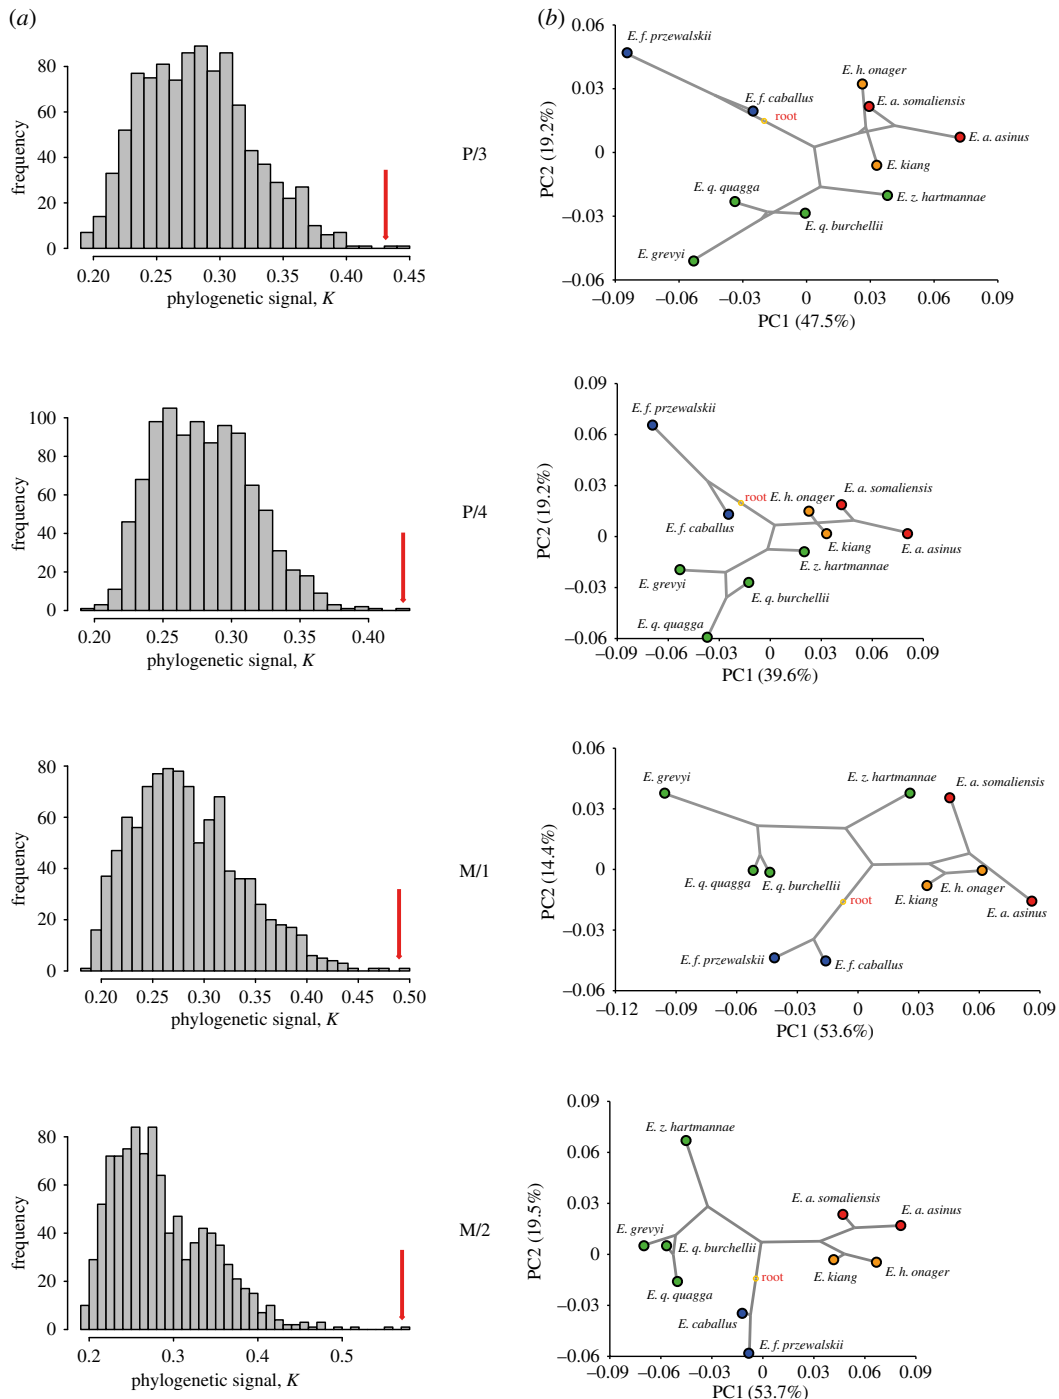 (a)
(b)
80
60
40
20
0
frequency
0.20
0.25
0.30
0.35
0.40
0.45
phylogenetic signal, K
P/3
0.06
0.03
0
−0.03
−0.06
PC2 (19.2%)
−0.09
−0.06
−0.03
0
0.03
0.06
0.09
PC1 (47.5%)
E. f. przewalskii
E. f. caballus
root
E. h. onager
E. a. somaliensis
E. a. asinus
E. kiang
E. z. hartmannae
E. q. quagga
E. q. burchellii
E. grevyi
100
80
60
40
20
0
frequency
0.20
0.25
0.30
0.35
0.40
phylogenetic signal, K
P/4
0.09
0.06
0.03
0
−0.03
−0.06
PC2 (19.2%)
−0.09
−0.06
−0.03
0
0.03
0.06
0.09
PC1 (39.6%)
E. f. przewalskii
E. f. caballus
root
E. h. onager
E. a. somaliensis
E. kiang
E. a. asinus
E. z. hartmannae
E. grevyi
E. q. burchellii
E. q. quagga
80
60
40
20
0
frequency
0.20
0.25
0.30
0.35
0.40
0.45
0.50
phylogenetic signal, K
M/1
0.06
0.03
0
−0.03
−0.06
PC2 (14.4%)
−0.12
−0.09
−0.06
−0.03
0
0.03
0.06
0.09
PC1 (53.6%)
E. grevyi
E. z. hartmannae
E. a. somaliensis
E. q. quagga
E. q. burchellii
E. kiang
E. h. onager
E. a. asinus
root
E. f. przewalskii
E. f. caballus
80
60
40
20
0
frequency
0.2
0.3
0.4
0.5
phylogenetic signal, K
M/2
0.09
0.06
0.03
0
−0.03
−0.06
PC2 (19.5%)
−0.09
−0.06
−0.03
0
0.03
0.06
0.09
PC1 (53.7%)
E. z. hartmannae
E. a. somaliensis
E. a. asinus
E. grevyi
E. q. burchellii
E. q. quagga
E. kiang
E. h. onager
root
E. caballus
E. f. przewalskii